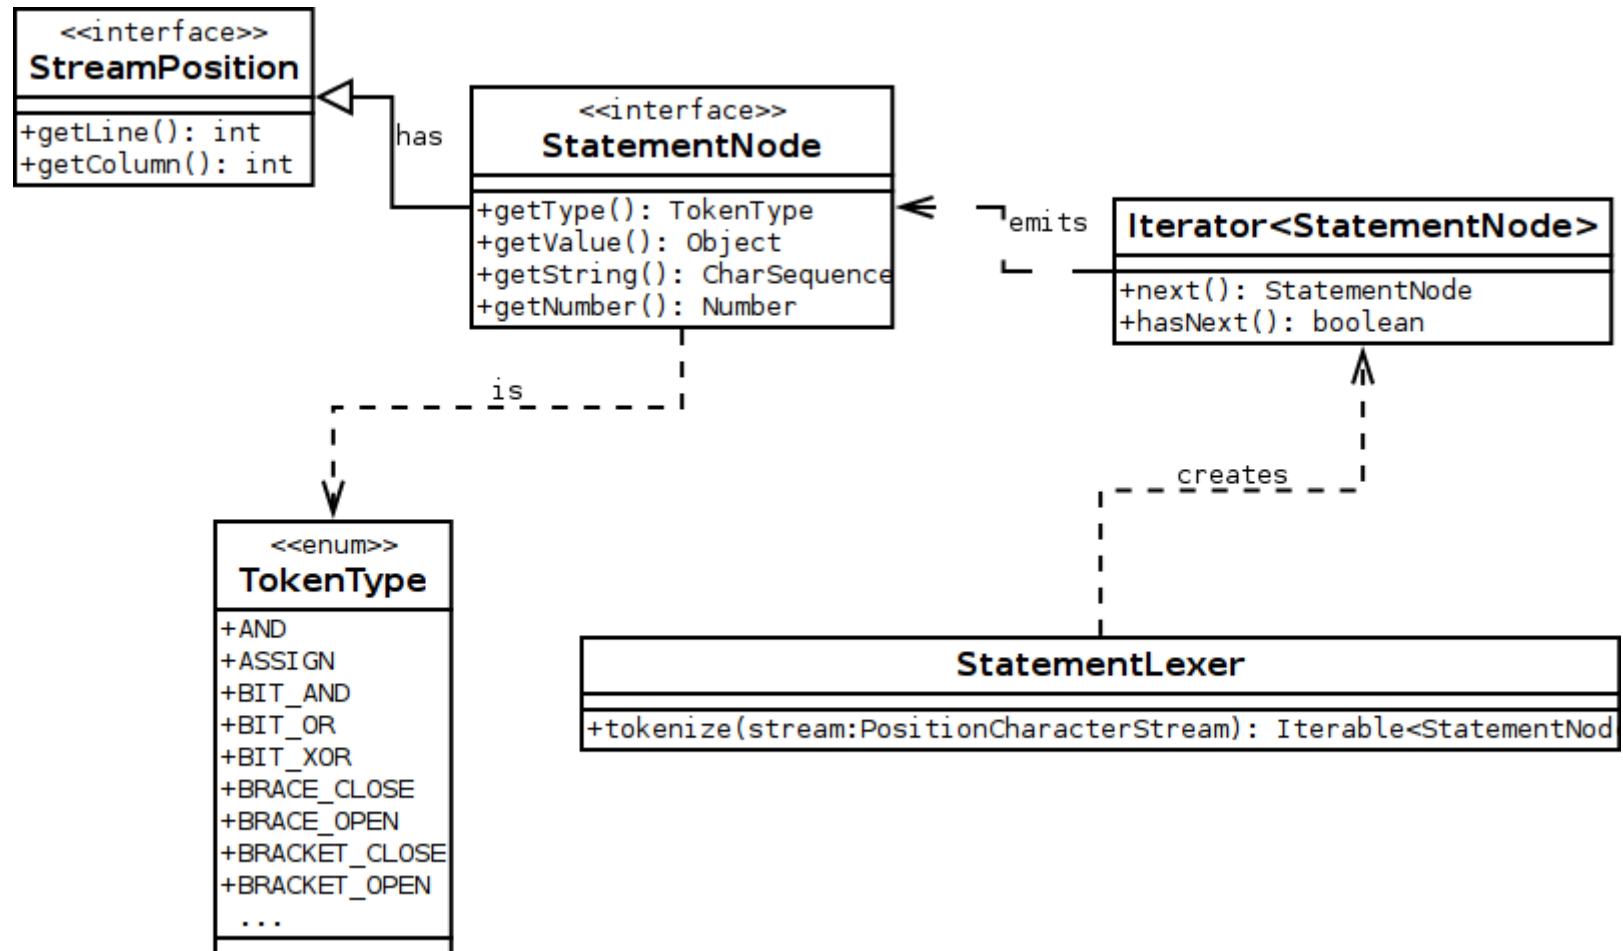 <<interface>>
StreamPosition
+getLine(): int
+getColumn(): int
has
<<interface>>
StatementNode
+getType(): TokenType
+getValue(): Object
+getString(): CharSequence
+getNumber(): Number
emits
Iterator<StatementNode>
+next(): StatementNode
+hasNext(): boolean
is
creates
<<enum>>
TokenType
+AND
+ASSIGN
+BIT_AND
+BIT_OR
+BIT_XOR
+BRACE_CLOSE
+BRACE_OPEN
+BRACKET_CLOSE
+BRACKET_OPEN
...
StatementLexer
+tokenize(stream:PositionCharacterStream): Iterable<StatementNod